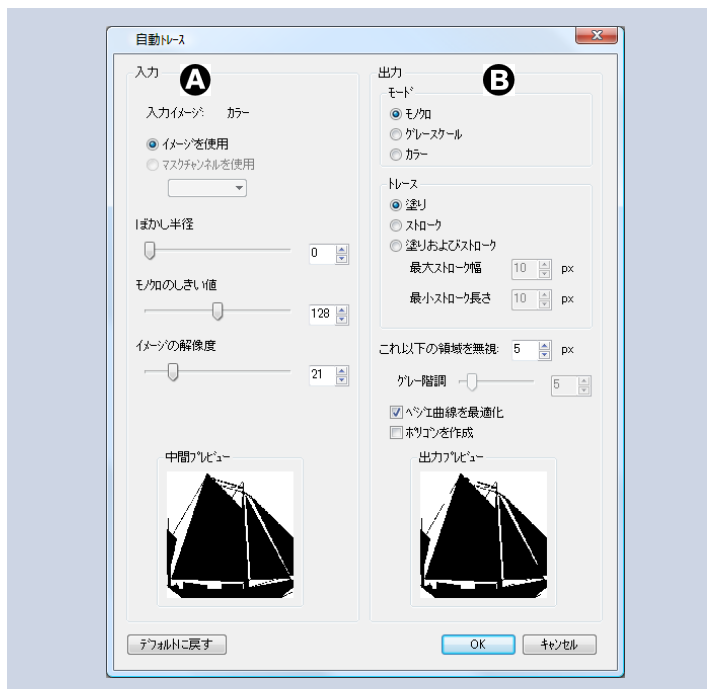 自動トレース
入力
A
入力イメージ: カラー
イメージを使用
マスクチャンネルを使用
ぼかし半径
0
モノクロのしきい値
128
イメージの解像度
21
中間プレビュー
デフォルトに戻す
出力
B
モード
モノクロ
グレースケール
カラー
トレース
塗り
ストローク
塗りおよびストローク
最大ストローク幅 10 px
最小ストローク長さ 10 px
これ以下の領域を無視: 5 px
グレー階調 5
ベジエ曲線を最適化
ポリゴンを作成
出力プレビュー
OK
キャンセル